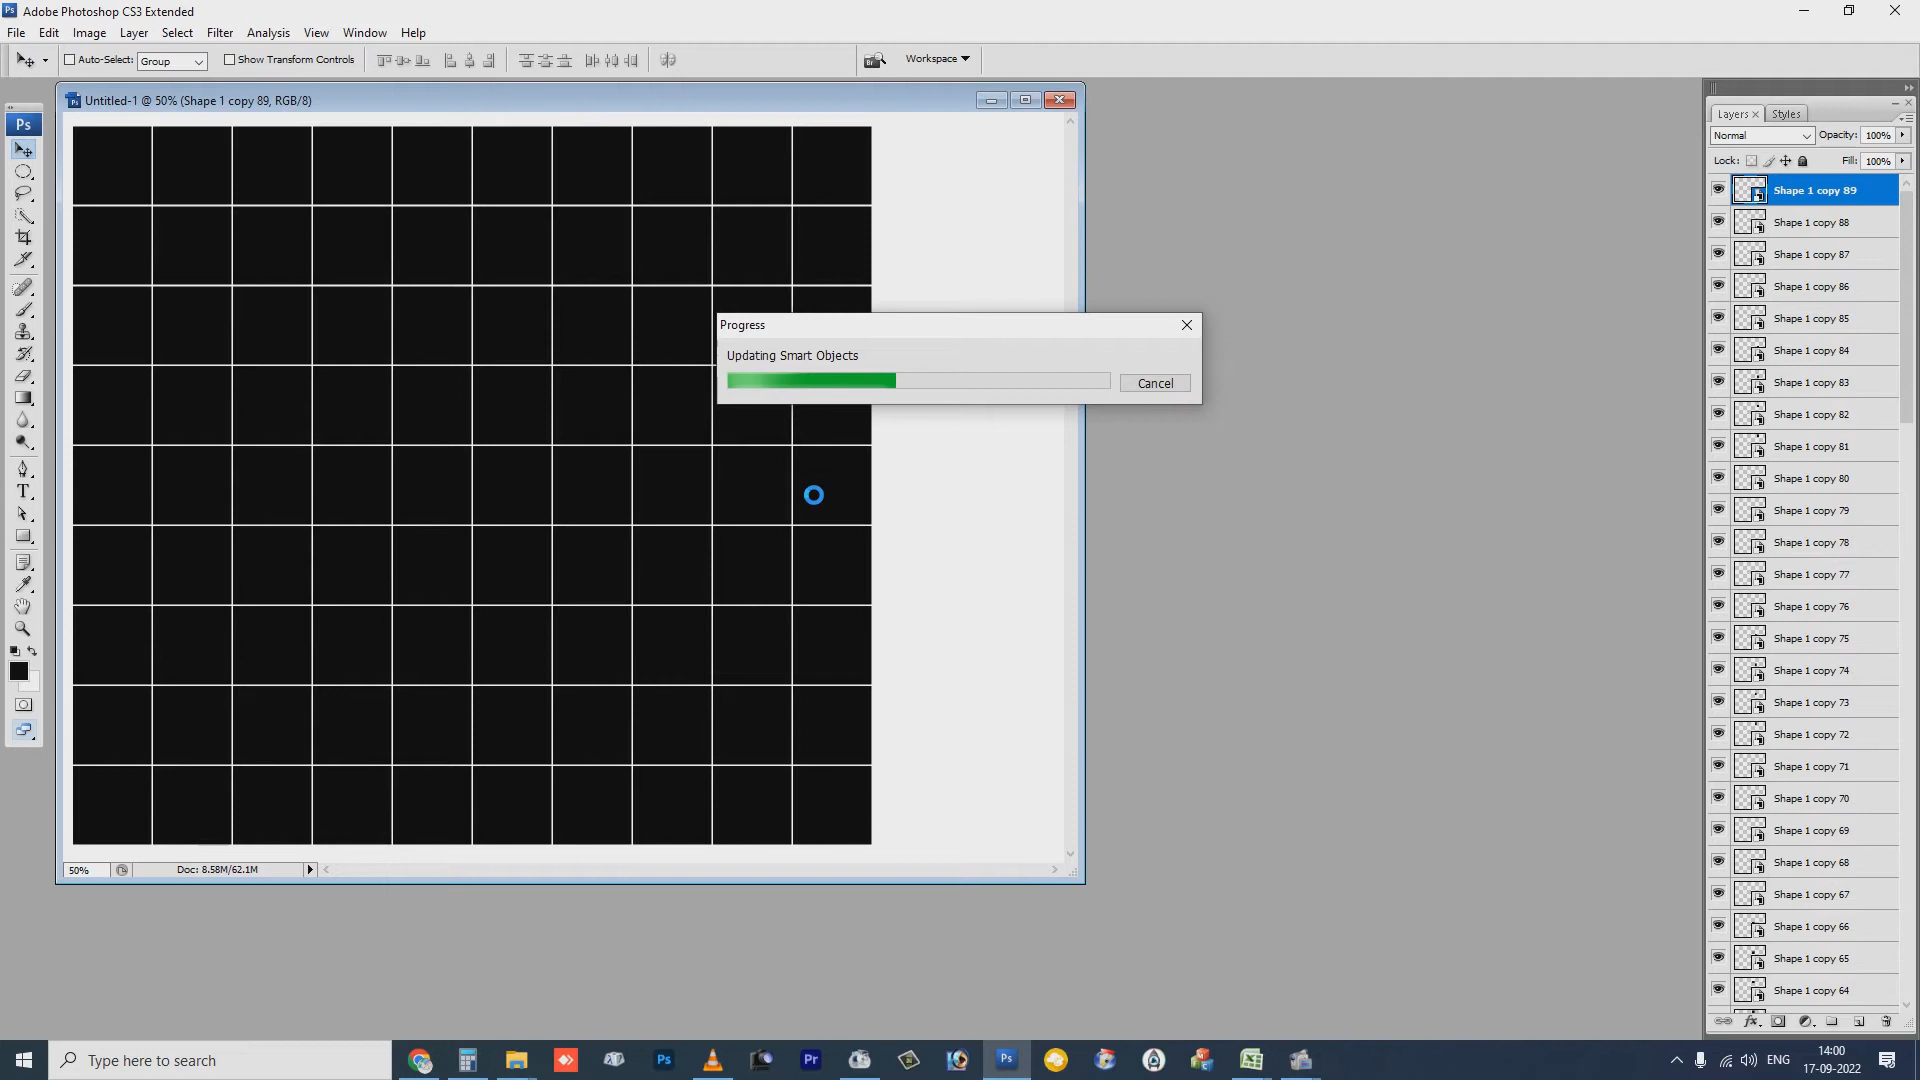 Ps Adobe Photoshop CS3 Extended
File Edit Image Layer Select Filter Analysis View Window Help
Auto-Select: Group Show Transform Controls Br Workspace
Untitled-1 @ 50% (Shape 1 copy 89, RGB/8)
Ps
T
Progress
Updating Smart Objects
Cancel
50% Doc: 8.58M/62.1M
Layers Styles
Normal Opacity: 100%
Lock: Fill: 100%
Shape 1 copy 89
Shape 1 copy 88
Shape 1 copy 87
Shape 1 copy 86
Shape 1 copy 85
Shape 1 copy 84
Shape 1 copy 83
Shape 1 copy 82
Shape 1 copy 81
Shape 1 copy 80
Shape 1 copy 79
Shape 1 copy 78
Shape 1 copy 77
Shape 1 copy 76
Shape 1 copy 75
Shape 1 copy 74
Shape 1 copy 73
Shape 1 copy 72
Shape 1 copy 71
Shape 1 copy 70
Shape 1 copy 69
Shape 1 copy 68
Shape 1 copy 67
Shape 1 copy 66
Shape 1 copy 65
Shape 1 copy 64
fx
Type here to search Ps Pr Ps ENG 14:00
17-09-2022